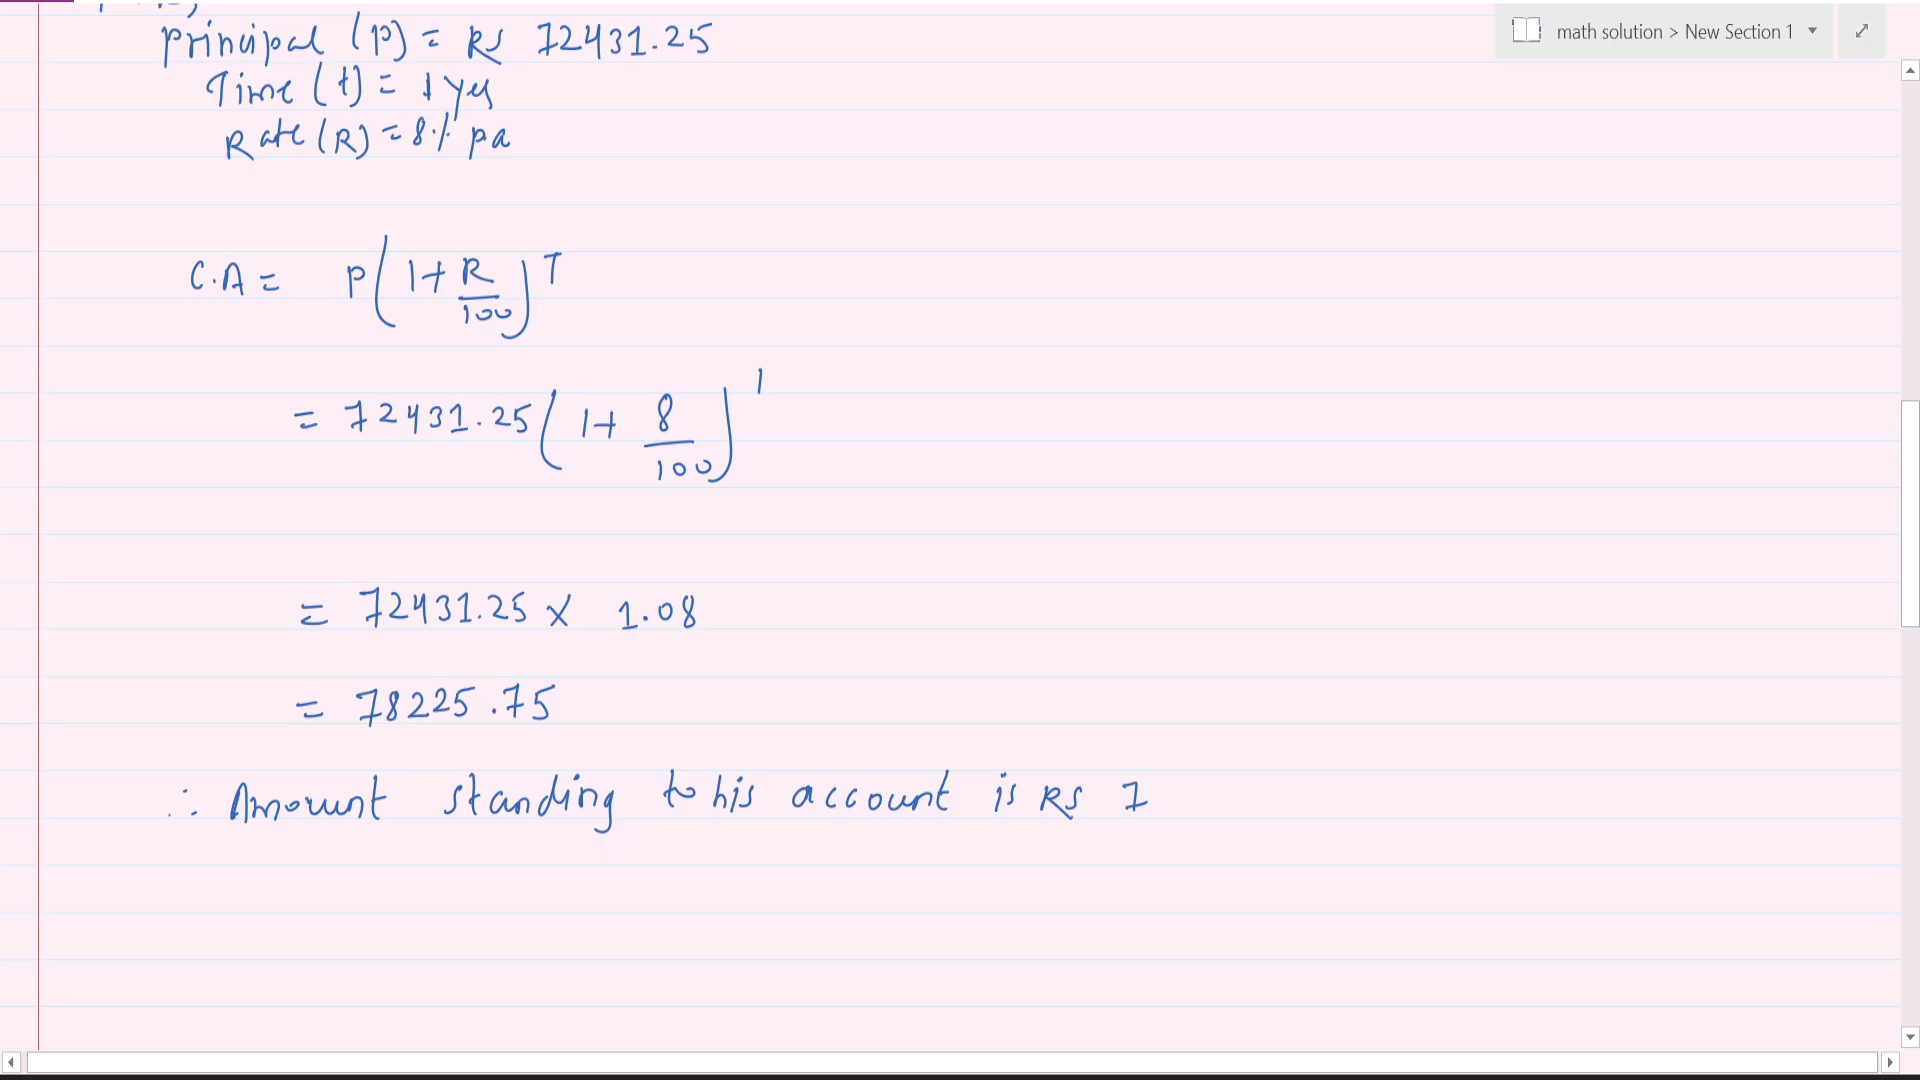 math solution > New Section 1
principal (p) = Rs 72431.25
Time (t) = 1 yes
Rate (R) = 8% pa
C.A = P(1+R/100)^T
= 72431.25(1+8/100)^1
= 72431.25 x 1.08
= 78225.75
∴ Amount standing to his account is Rs 7